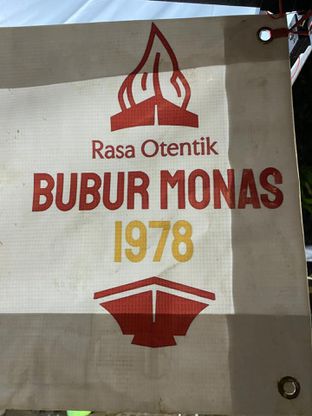 Rasa Otentik
BUBUR MONAS
1978